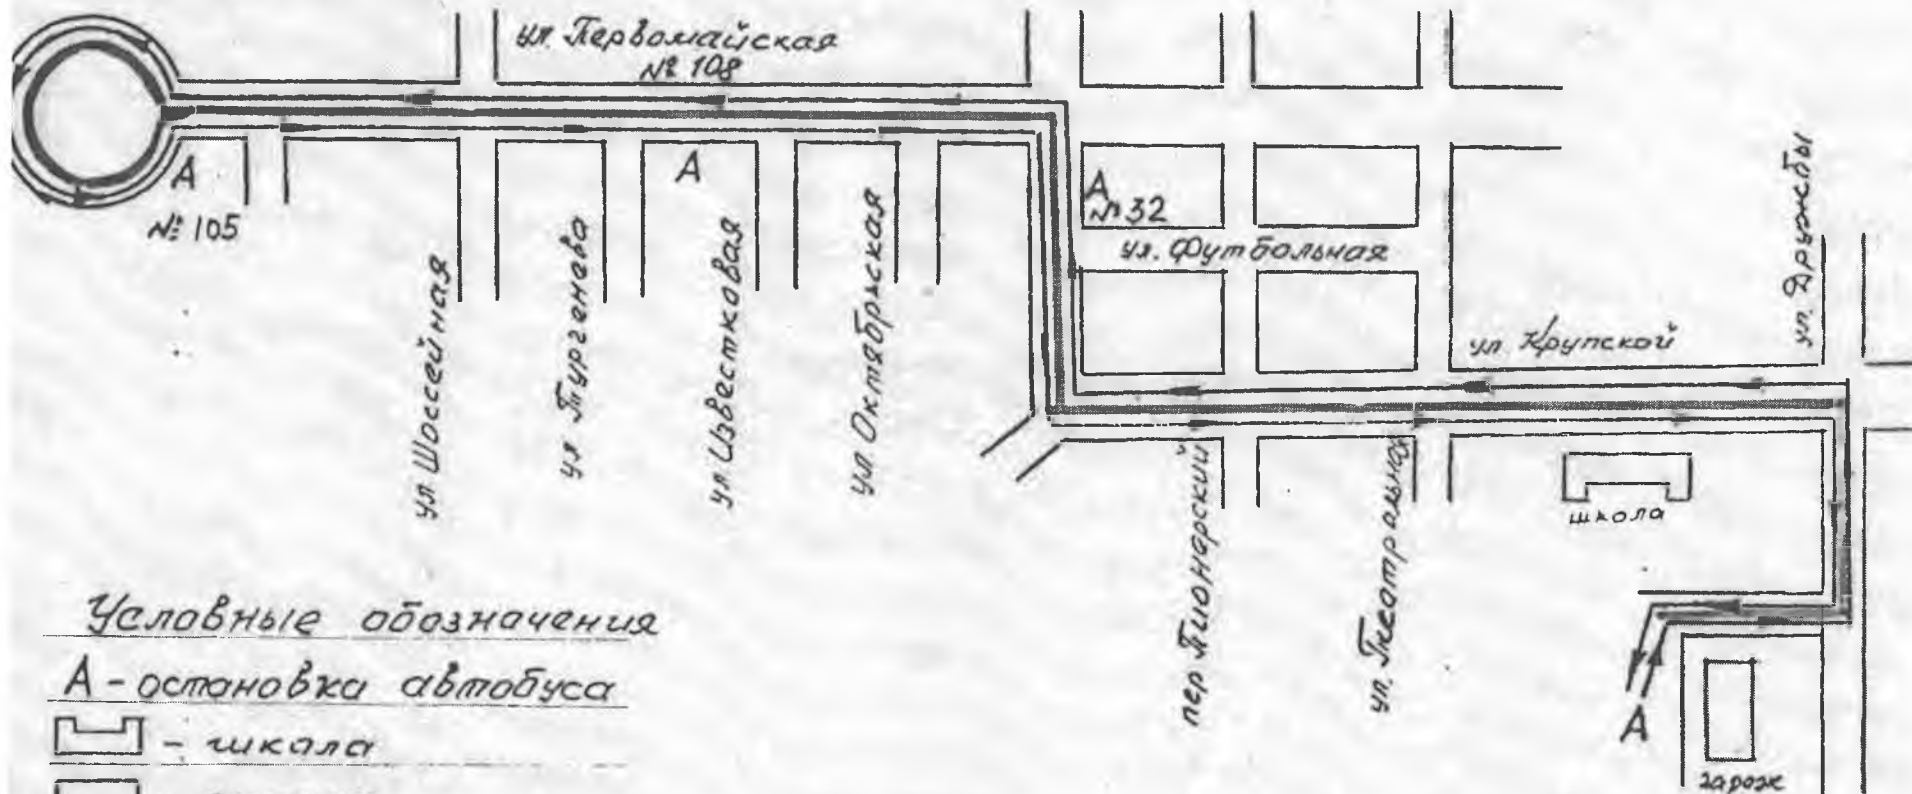 ул. Первомайская
№ 108
А
№ 105
А
А
№ 32
ул. Футбольная
ул. Дружбы
ул Шоссейная
ул Тургенева
ул Известковая
ул Октябрьская
ул Крупской
пер Пионерский
ул. Театральная
школа
А
гараж
Условные обозначения
А - остановка автобуса
- школа